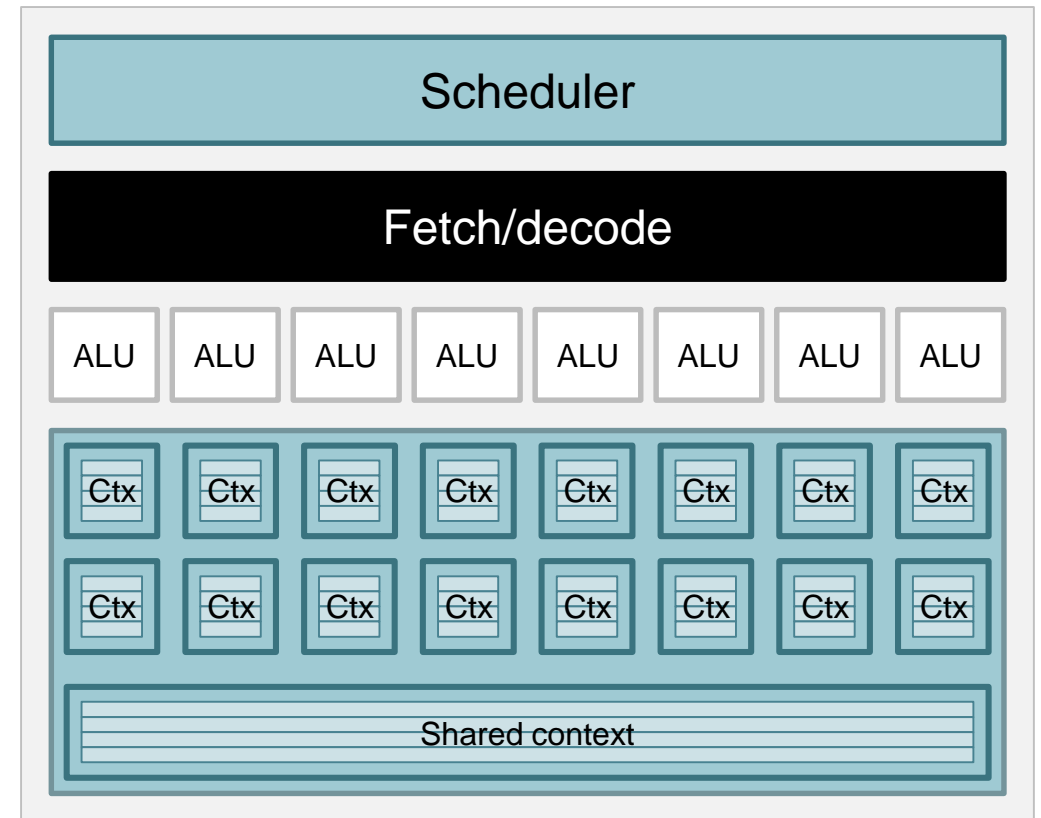 Scheduler
Fetch/decode
ALU ALU ALU ALU ALU ALU ALU ALU
Ctx Ctx Ctx Ctx Ctx Ctx Ctx Ctx
Ctx Ctx Ctx Ctx Ctx Ctx Ctx Ctx
Shared context